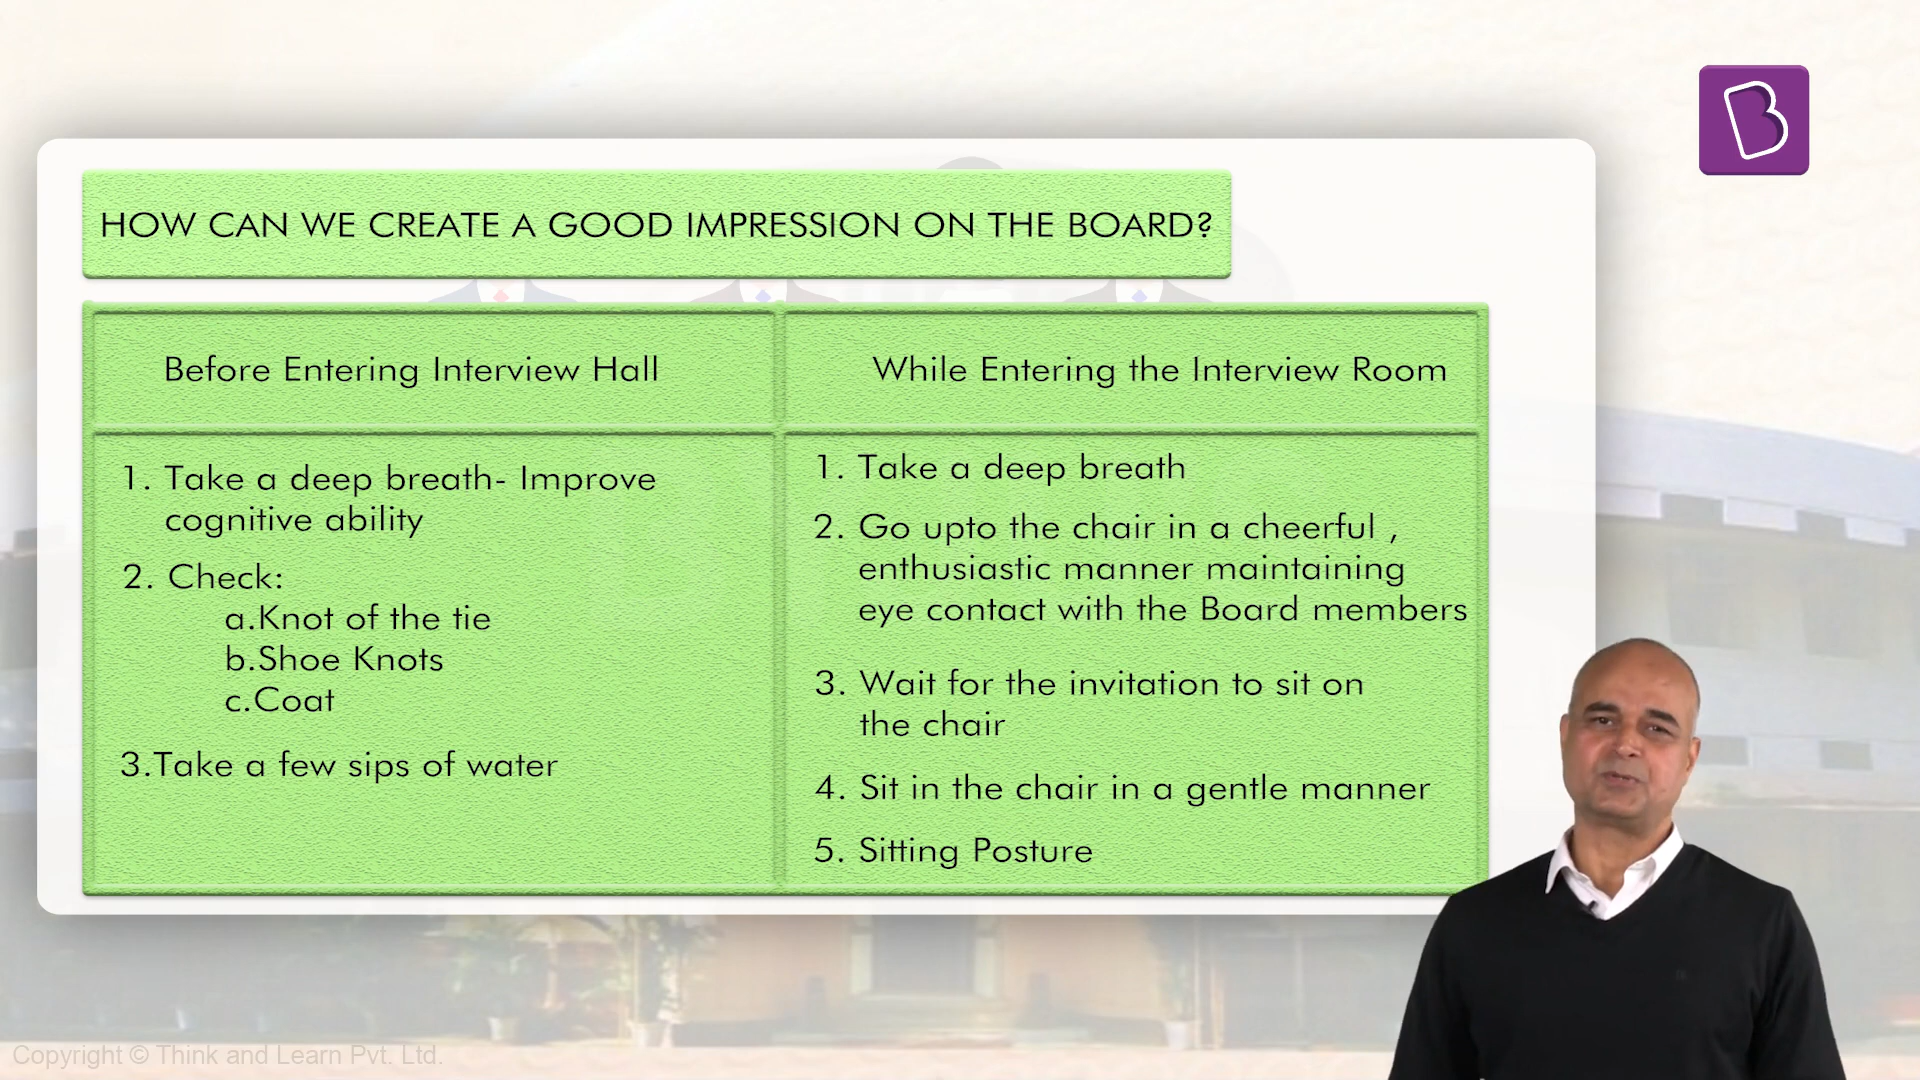 B
HOW CAN WE CREATE A GOOD IMPRESSION ON THE BOARD?
Before Entering Interview Hall
1. Take a deep breath- Improve
cognitive ability
2. Check:
a.Knot of the tie
b.Shoe Knots
c.Coat
3.Take a few sips of water
While Entering the Interview Room
1. Take a deep breath
2. Go upto the chair in a cheerful ,
enthusiastic manner maintaining
eye contact with the Board members
3. Wait for the invitation to sit on
the chair
4. Sit in the chair in a gentle manner
5. Sitting Posture
Copyright © Think and Learn Pvt. Ltd.